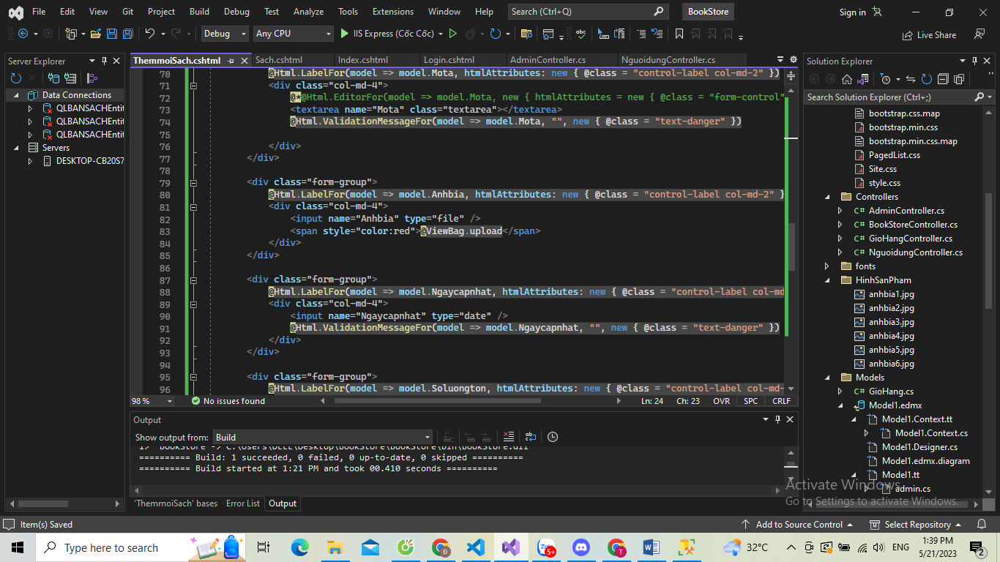 File Edit View Git Project Build Debug Test Analyze Tools Extensions Window Help Search (Ctrl+Q) BookStore Sign in
Debug Any CPU IIS Express (Cốc Cốc) Live Share
Server Explorer
Data Connections
QLBANSACHEntit
QLBANSACHEntit
QLBANSACHEntit
Servers
DESKTOP-CB20S7
ThemmoiSach.cshtml Sach.cshtml Index.cshtml Login.cshtml AdminController.cs NguoidungController.cs
70 @Html.LabelFor(model => model.Mota, htmlAttributes: new { @class = "control-label col-md-2" })
71 <div class="col-md-4">
72 @*@Html.EditorFor(model => model.Mota, new { htmlAttributes = new { @class = "form-control"
73 <textarea name="Mota" class="textarea"></textarea>
74 @Html.ValidationMessageFor(model => model.Mota, "", new { @class = "text-danger" })
75
76 </div>
77 </div>
78
79 <div class="form-group">
80 @Html.LabelFor(model => model.Anhbia, htmlAttributes: new { @class = "control-label col-md-2" }
81 <div class="col-md-4">
82 <input name="Anhbia" type="file" />
83 <span style="color:red">@ViewBag.upload</span>
84 </div>
85 </div>
86
87 <div class="form-group">
88 @Html.LabelFor(model => model.Ngaycapnhat, htmlAttributes: new { @class = "control-label col-md
89 <div class="col-md-4">
90 <input name="Ngaycapnhat" type="date" />
91 @Html.ValidationMessageFor(model => model.Ngaycapnhat, "", new { @class = "text-danger" })
92 </div>
93 </div>
94
95 <div class="form-group">
96 @Html.LabelFor(model => model.Soluongton, htmlAttributes: new { @class = "control-label col-md-
98 % No issues found Ln: 24 Ch: 23 OVR SPC CRLF
Output
Show output from: Build
1> BookStore -> C:\Users\DELL\Desktop\BookStore\BookStore\bin\BookStore.dll
========== Build: 1 succeeded, 0 failed, 0 up-to-date, 0 skipped ==========
========== Build started at 1:21 PM and took 00.410 seconds ==========
'ThemmoiSach' bases Error List Output
Solution Explorer
Search Solution Explorer (Ctrl+;)
bootstrap.css.map
bootstrap.min.css
bootstrap.min.css.map
PagedList.css
Site.css
style.css
Controllers
C# AdminController.cs
C# BookStoreController.cs
C# GioHangController.cs
C# NguoidungController.cs
fonts
HinhSanPham
anhbia1.jpg
anhbia2.jpg
anhbia3.jpg
anhbia4.jpg
anhbia5.jpg
anhbia6.jpg
Models
C# GioHang.cs
Model1.edmx
Model1.Context.tt
Model1.Context.cs
Model1.Designer.cs
Model1.edmx.diagram
Model1.tt
admin.cs
Activate Windows
Go to Settings to activate Windows.
Item(s) Saved Add to Source Control Select Repository
Type here to search 5+ 32°C ENG 1:39 PM
5/21/2023 2